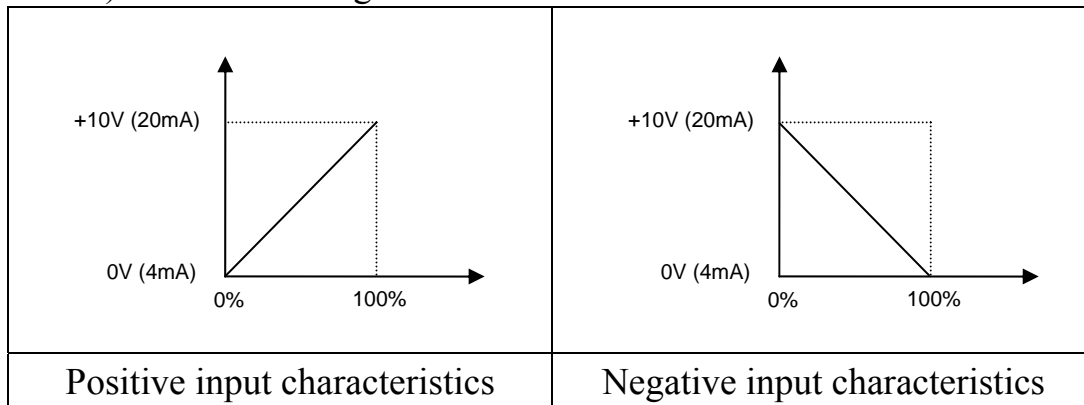 +10V (20mA)
0V (4mA)
0%
100%
+10V (20mA)
0V (4mA)
0%
100%
Positive input characteristics
Negative input characteristics